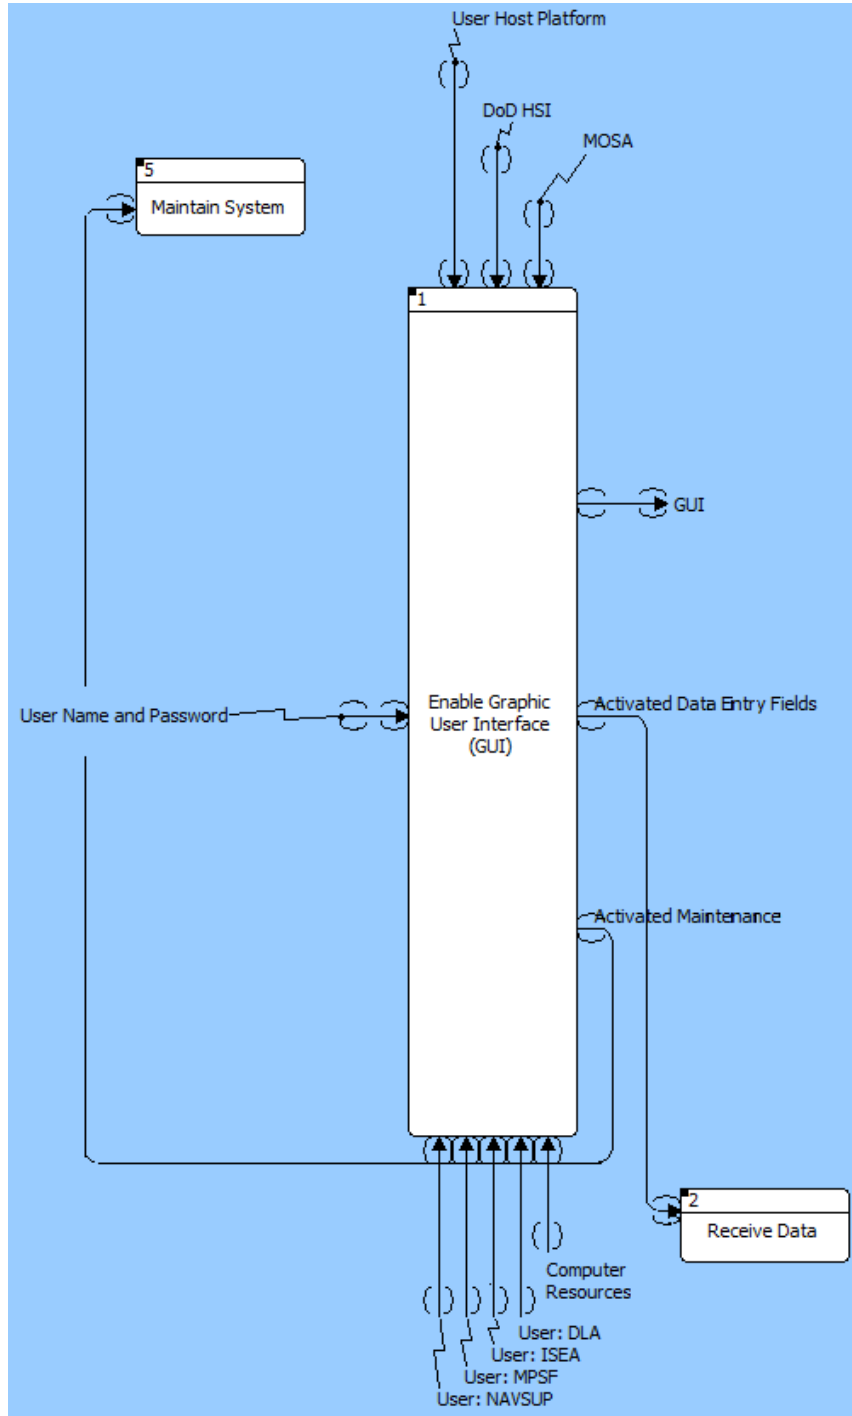 User Host Platform
DoD HSI
MOSA
5
Maintain System
1
GUI
User Name and Password
Enable Graphic
User Interface
(GUI)
Activated Data Entry Fields
Activated Maintenance
2
Receive Data
Computer
Resources
User: DLA
User: ISEA
User: MPSF
User: NAVSUP